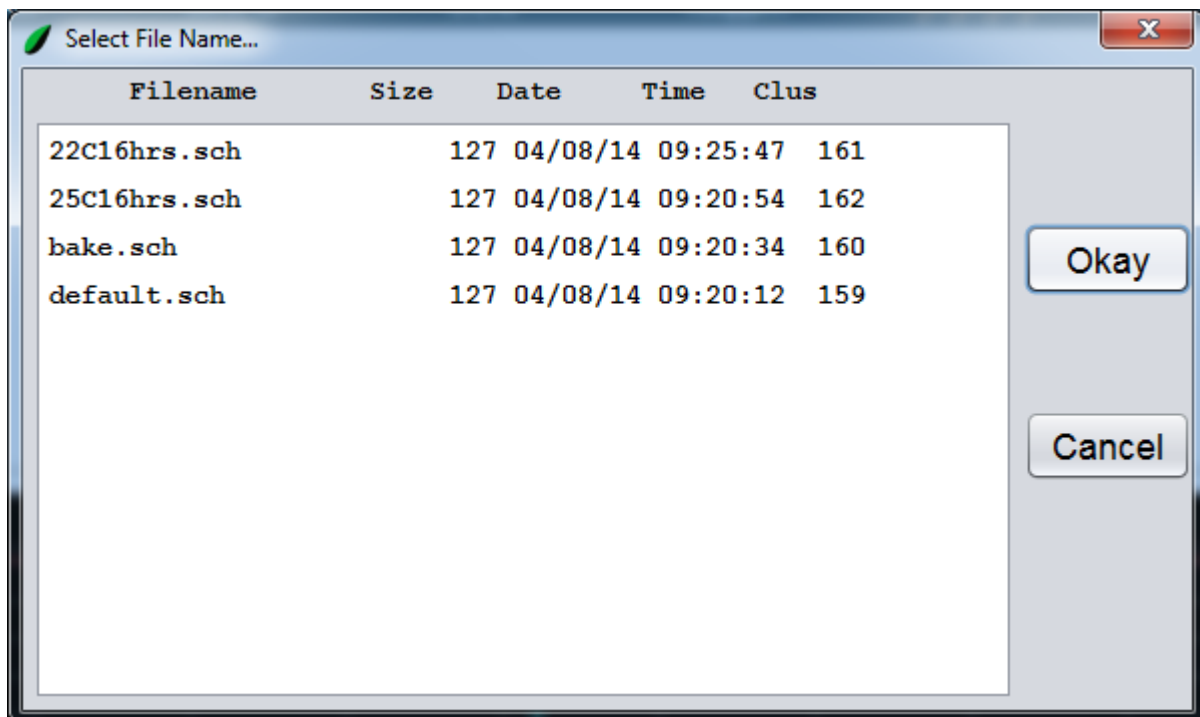 Select File Name...
Filename Size Date Time Clus
22C16hrs.sch 127 04/08/14 09:25:47 161
25C16hrs.sch 127 04/08/14 09:20:54 162
bake.sch 127 04/08/14 09:20:34 160
default.sch 127 04/08/14 09:20:12 159
Okay
Cancel